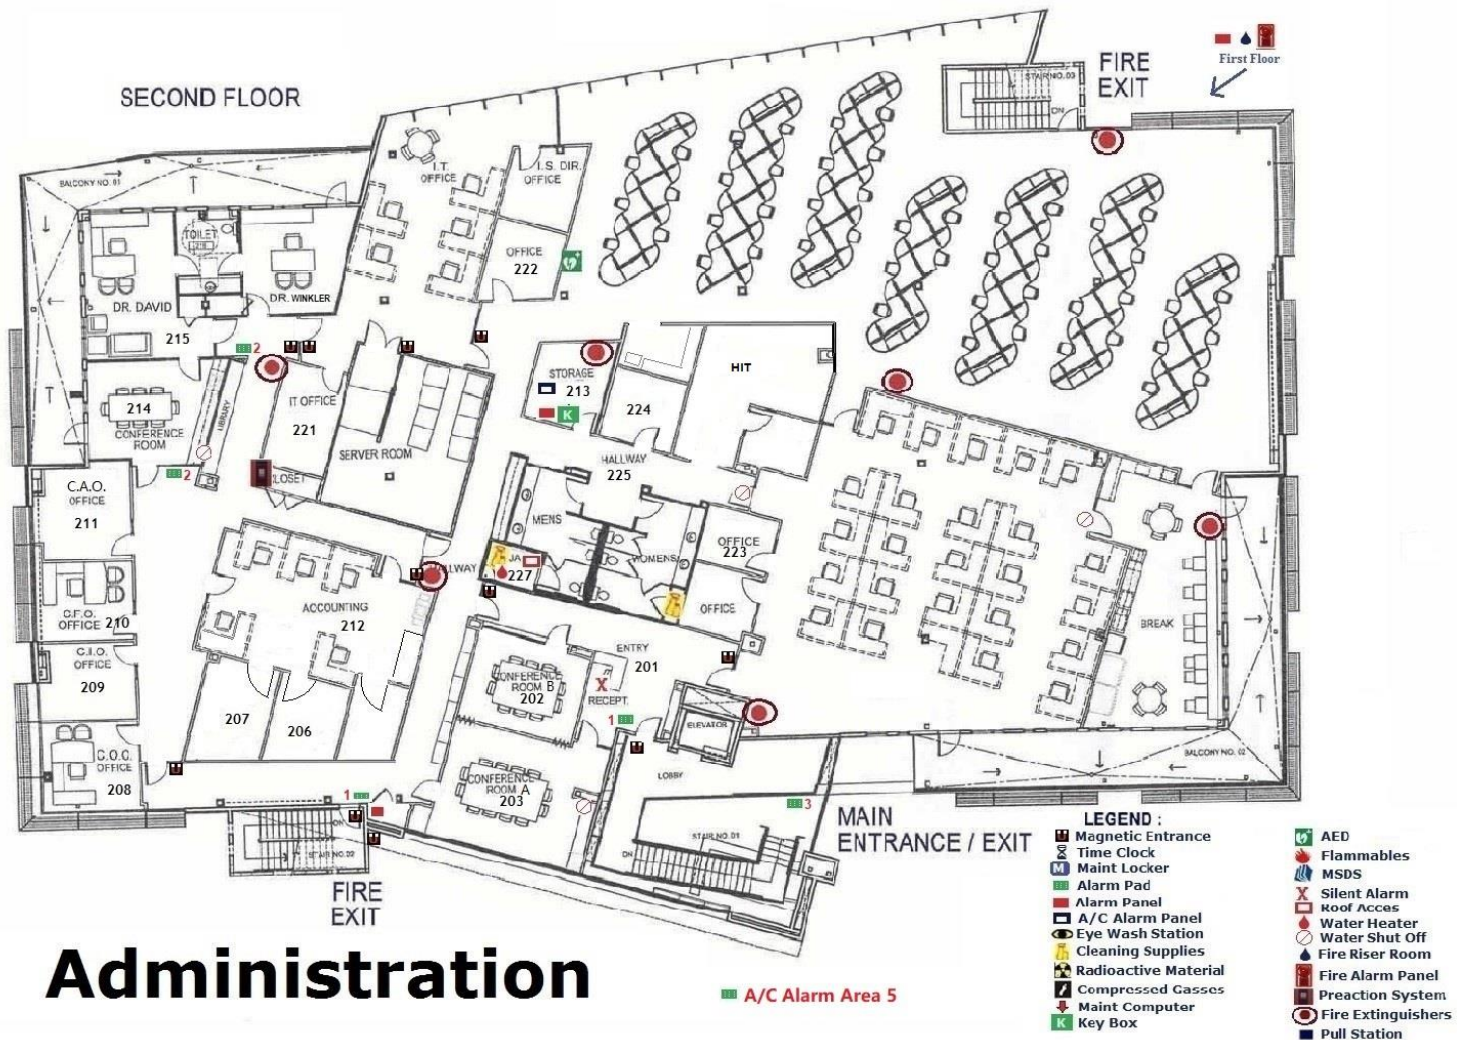 SECOND FLOOR
FIRE
EXIT
First Floor
STAIR NO. 03
DN
BALCONY NO. 01
I.T.
OFFICE
I.S. DIR.
OFFICE
TOILET
OFFICE
222
DR. DAVID
DR. WINKLER
215
2
HIT
STORAGE
213
K
214
CONFERENCE
ROOM
LIBRARY
IT OFFICE
221
224
SERVER ROOM
HALLWAY
225
2
CLOSET
C.A.O.
OFFICE
211
MENS
OFFICE
223
WOMENS
JA
227
HALLWAY
C.F.O.
OFFICE 210
ACCOUNTING
212
OFFICE
BREAK
ENTRY
201
C.I.O.
OFFICE
209
CONFERENCE
ROOM B
202
X
RECEPT.
207
206
1
ELEVATOR
C.O.O.
OFFICE
208
LOBBY
BALCONY NO. 02
CONFERENCE
ROOM A
203
1
3
DN
STAIR NO. 02
STAIR NO. 01
DN
MAIN
ENTRANCE / EXIT
FIRE
EXIT
Administration
A/C Alarm Area 5
LEGEND :
Magnetic Entrance
Time Clock
M Maint Locker
Alarm Pad
Alarm Panel
A/C Alarm Panel
Eye Wash Station
Cleaning Supplies
Radioactive Material
Compressed Gasses
Maint Computer
K Key Box
AED
Flammables
MSDS
X Silent Alarm
Roof Acces
Water Heater
Water Shut Off
Fire Riser Room
Fire Alarm Panel
Preaction System
Fire Extinguishers
Pull Station